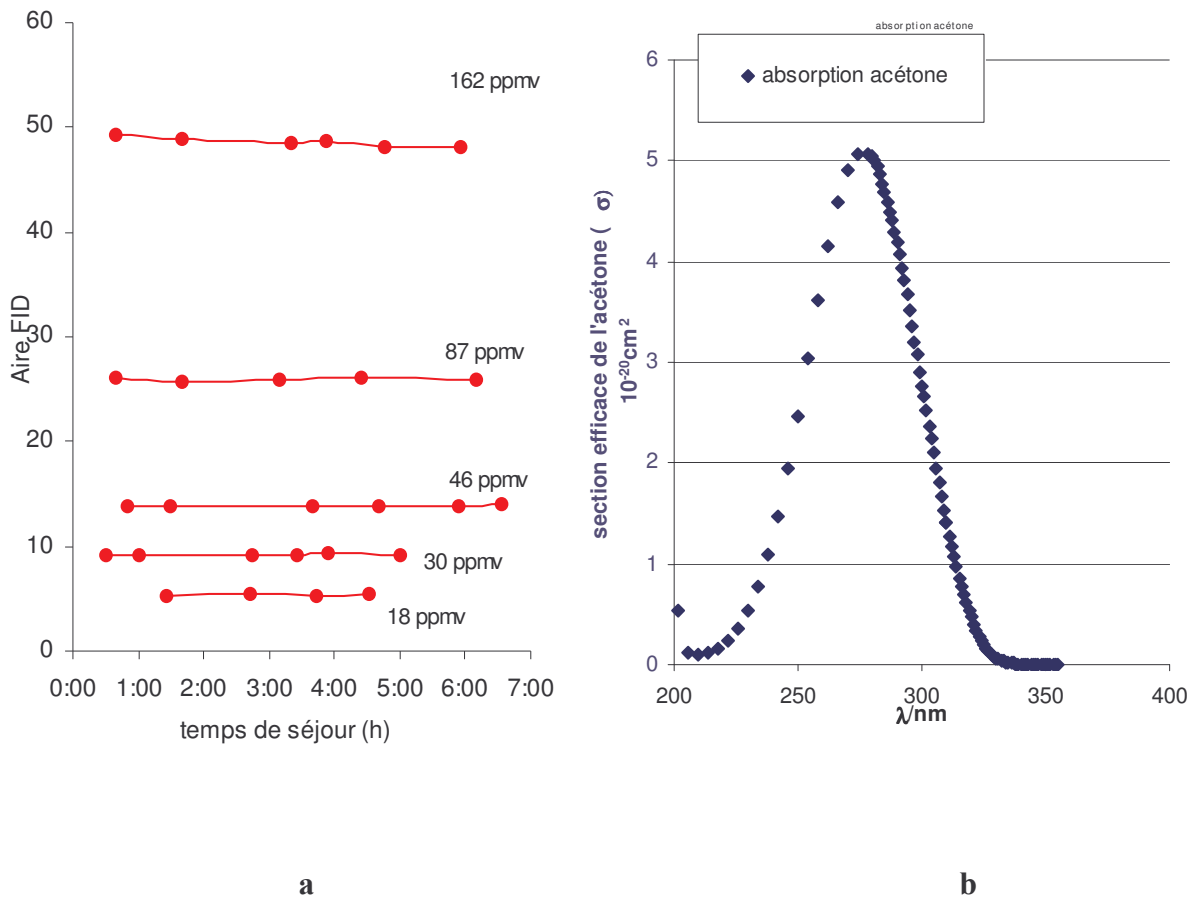 60
50
40
30
20
10
0
Aire FID
162 ppmv
87 ppmv
46 ppmv
30 ppmv
18 ppmv
0:00 1:00 2:00 3:00 4:00 5:00 6:00 7:00
temps de séjour (h)
a
absorption acétone
absorption acétone
6
5
4
3
2
1
0
section efficace de l'acétone ( σ)
10⁻²⁰cm²
200 250 300 350 400
λ/nm
b